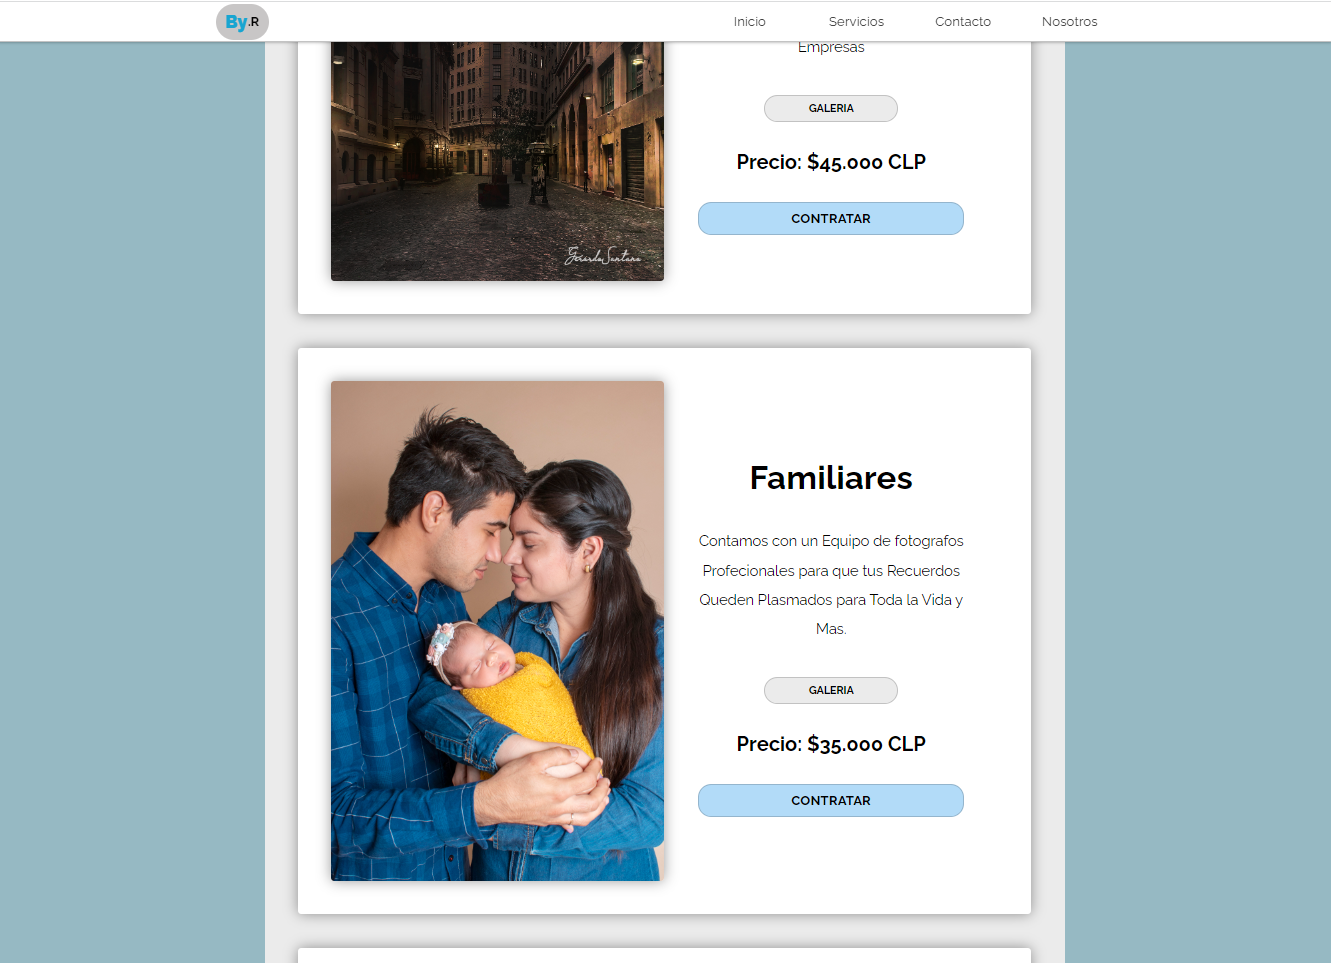 By.R
Inicio
Servicios
Contacto
Nosotros
Empresas
GALERIA
Precio: $45.000 CLP
CONTRATAR
Gerardo Santana
Familiares
Contamos con un Equipo de fotografos
Profecionales para que tus Recuerdos
Queden Plasmados para Toda la Vida y
Mas.
GALERIA
Precio: $35.000 CLP
CONTRATAR